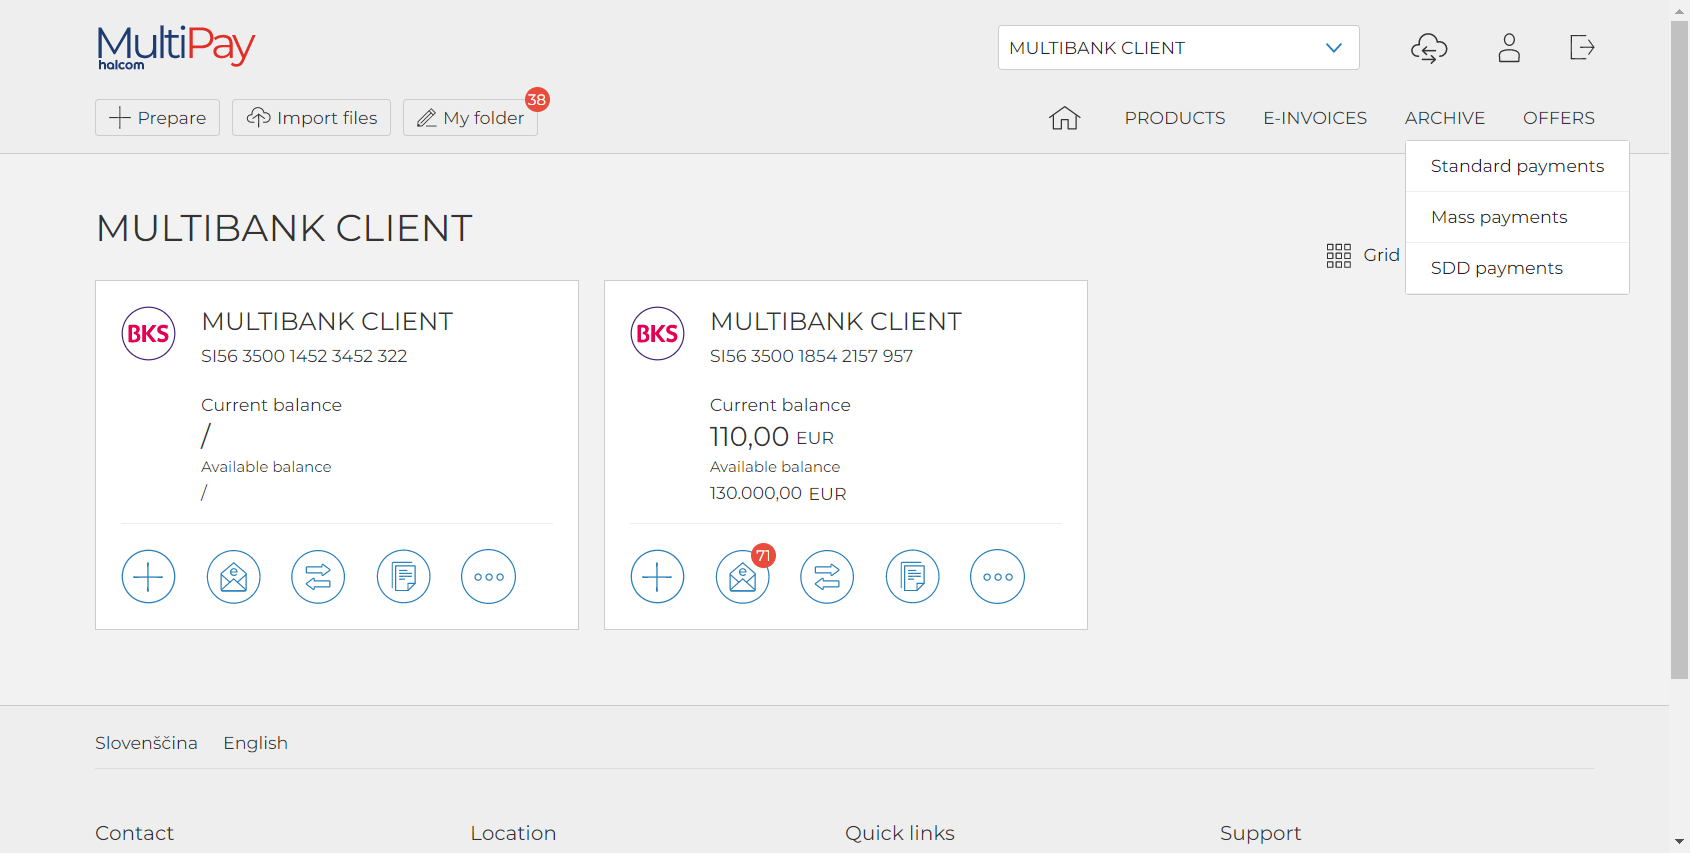 MultiPay
halcom
MULTIBANK CLIENT
Prepare
Import files
My folder
38
PRODUCTS
E-INVOICES
ARCHIVE
OFFERS
Standard payments
Mass payments
SDD payments
MULTIBANK CLIENT
Grid
BKS
MULTIBANK CLIENT
SI56 3500 1452 3452 322
Current balance
/
Available balance
/
BKS
MULTIBANK CLIENT
SI56 3500 1854 2157 957
Current balance
110,00 EUR
Available balance
130.000,00 EUR
e
e
71
Slovenščina English
Contact
Location
Quick links
Support